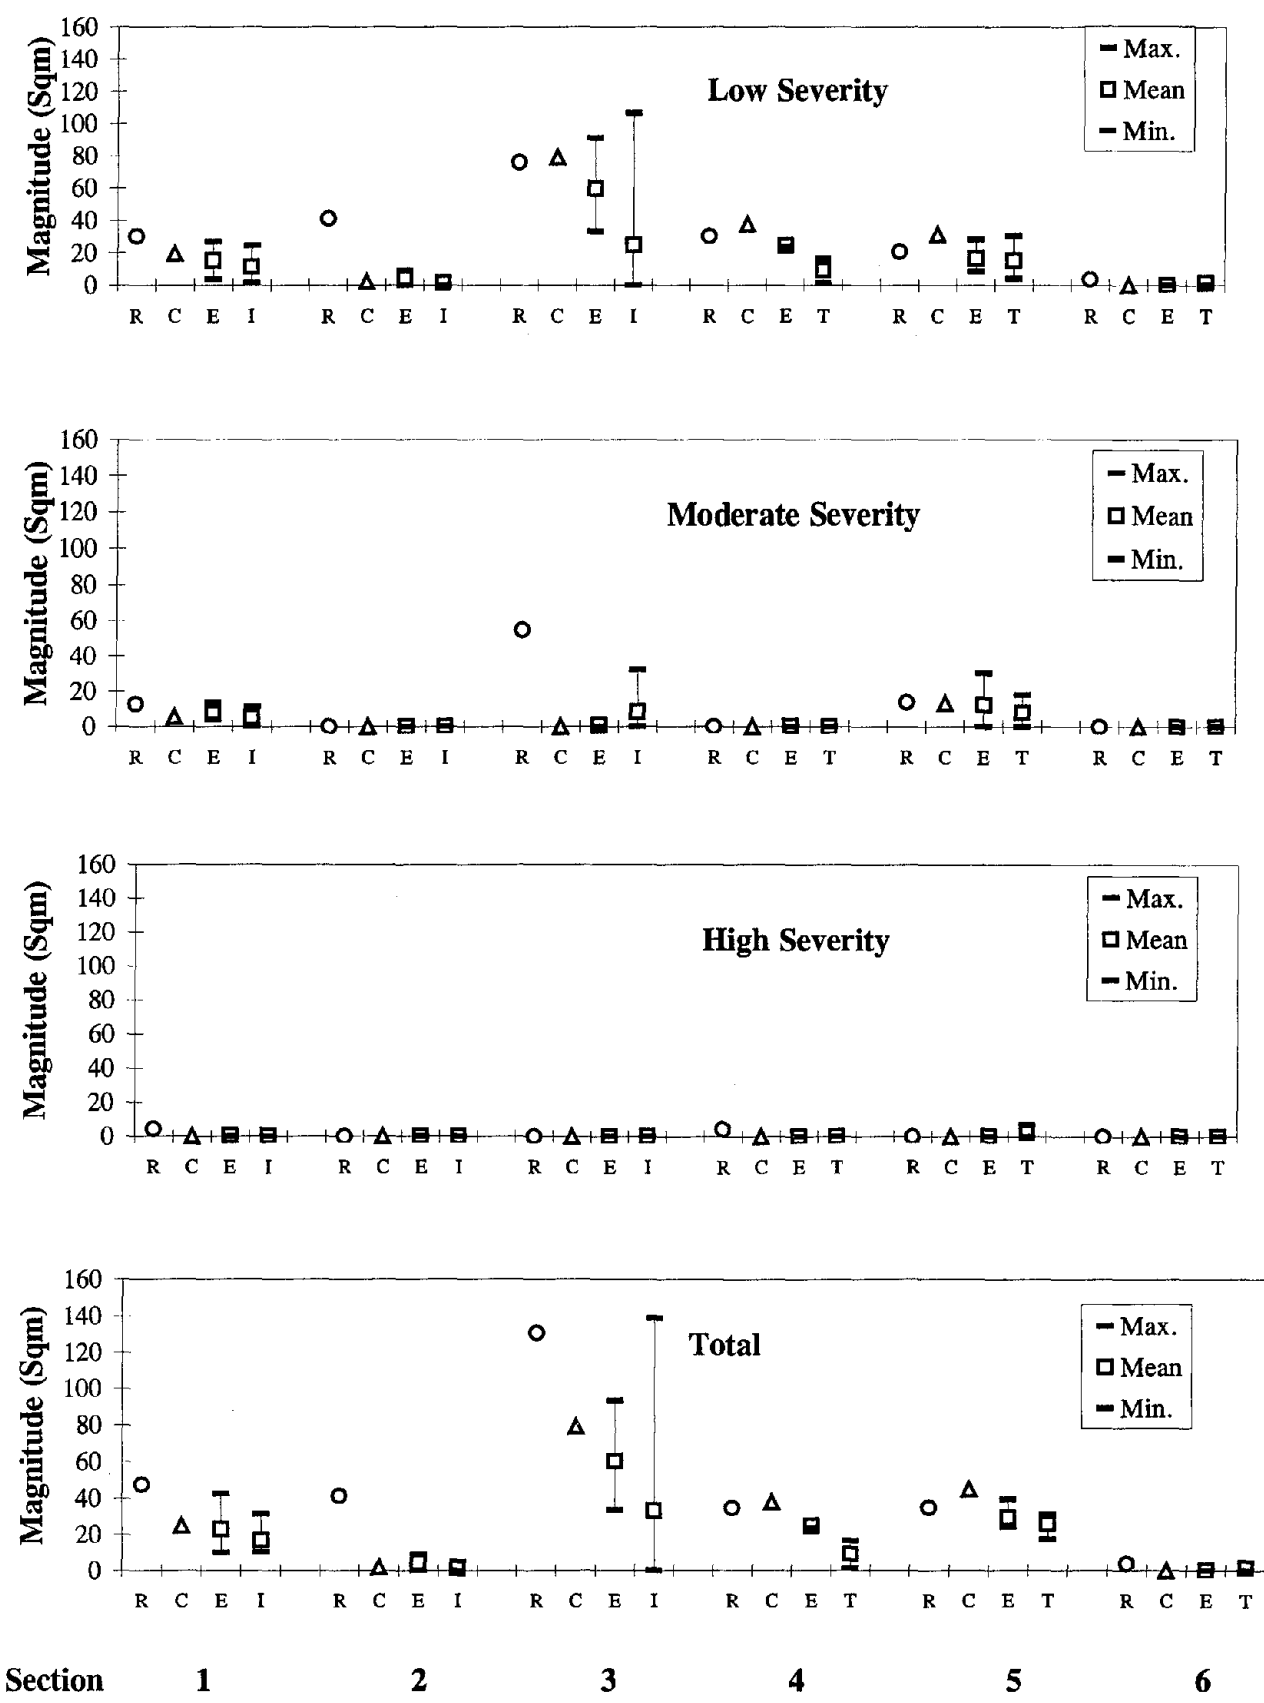 Magnitude (Sqm)
160
140
120
100
80
60
40
20
0
Low Severity
Max.
Mean
Min.
R C E I R C E I R C E I R C E T R C E T R C E T
Magnitude (Sqm)
160
140
120
100
80
60
40
20
0
Moderate Severity
Max.
Mean
Min.
R C E I R C E I R C E I R C E T R C E T R C E T
Magnitude (Sqm)
160
140
120
100
80
60
40
20
0
High Severity
Max.
Mean
Min.
R C E I R C E I R C E I R C E T R C E T R C E T
Magnitude (Sqm)
160
140
120
100
80
60
40
20
0
Total
Max.
Mean
Min.
R C E I R C E I R C E I R C E T R C E T R C E T
Section 1 2 3 4 5 6